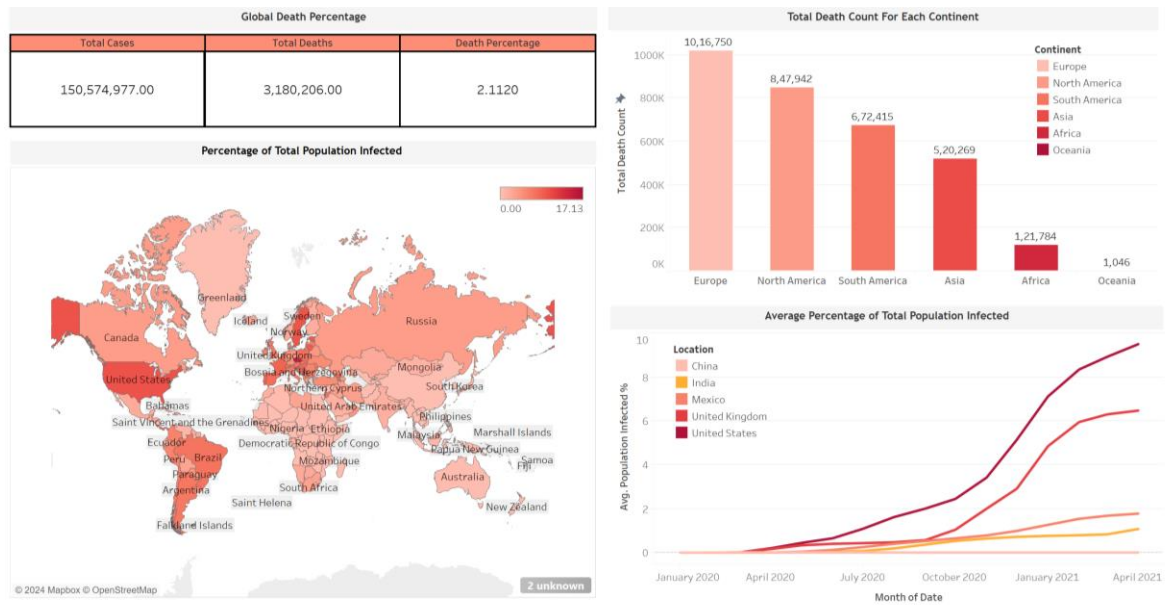 Global Death Percentage
Total Cases Total Deaths Death Percentage
150,574,977.00 3,180,206.00 2.1120
Percentage of Total Population Infected
0.00 17.13
Greenland
Iceland
Sweden
Norway
Russia
Canada
United Kingdom
Mongolia
Bosnia and Herzegovina
United States
South Korea
Northern Cyprus
Bahamas
United Arab Emirates
Saint Vincent and the Grenadines
Philippines
Nigeria
Ethiopia
Marshall Islands
Malaysia
Ecuador
Democratic Republic of Congo
Papua New Guinea
Peru
Brazil
Mozambique
Samoa
Fiji
Paraguay
Australia
Argentina
South Africa
Saint Helena
New Zealand
Falkland Islands
© 2024 Mapbox © OpenStreetMap
2 unknown
Total Death Count For Each Continent
Total Death Count
1000K
800K
600K
400K
200K
0K
10,16,750
8,47,942
6,72,415
5,20,269
1,21,784
1,046
Europe North America South America Asia Africa Oceania
Continent
Europe
North America
South America
Asia
Africa
Oceania
Average Percentage of Total Population Infected
Avg. Population Infected %
10
8
6
4
2
0
Location
China
India
Mexico
United Kingdom
United States
January 2020 April 2020 July 2020 October 2020 January 2021 April 2021
Month of Date